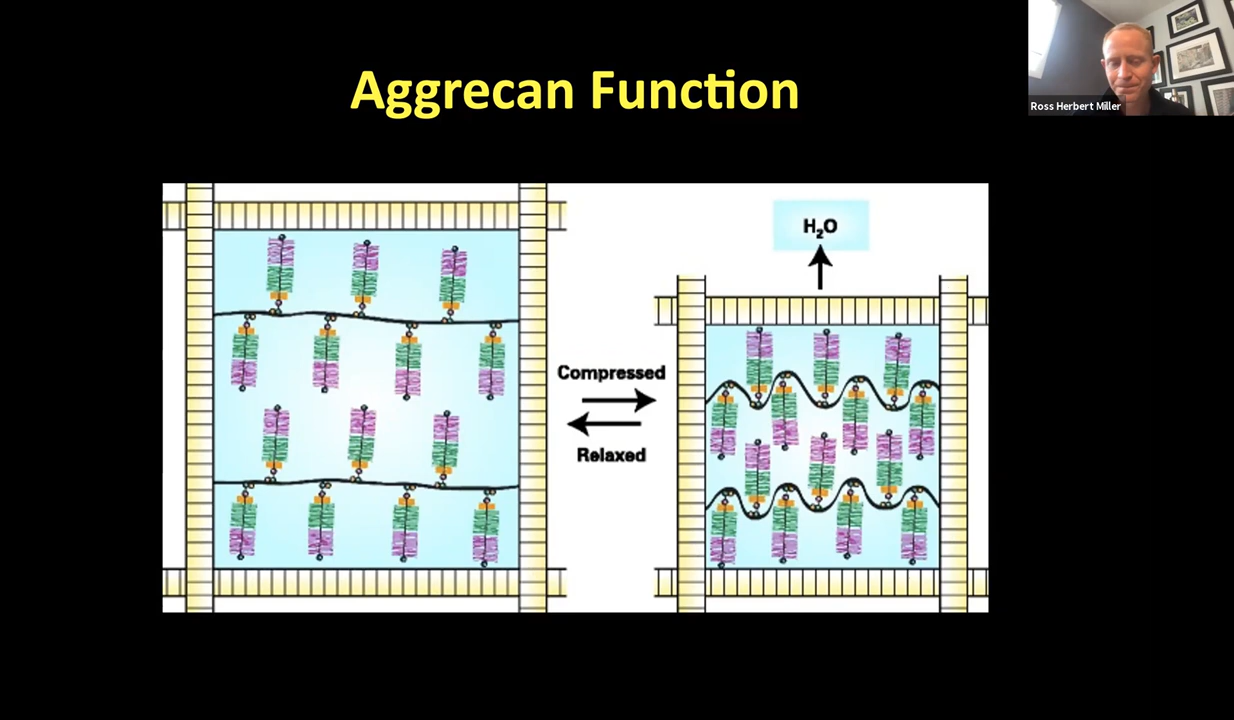 Aggrecan Function
Ross Herbert Miller
H₂O
Compressed
Relaxed